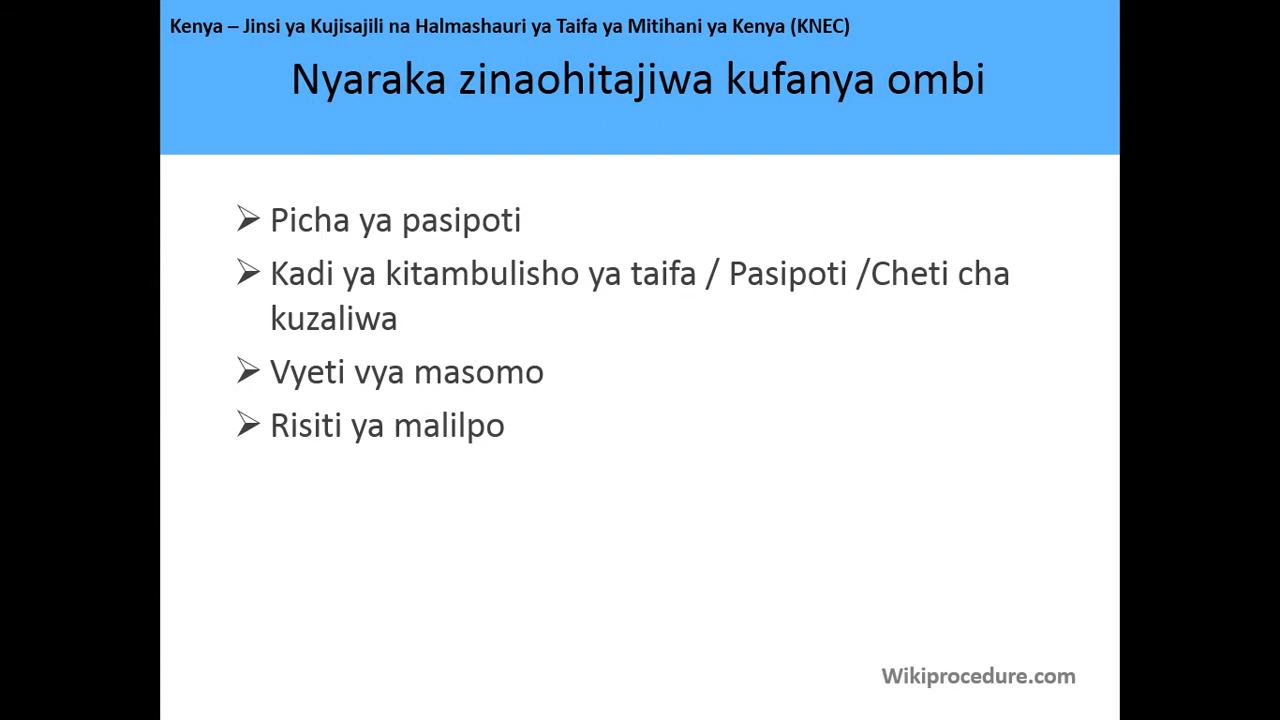 Kenya – Jinsi ya Kujisajili na Halmashauri ya Taifa ya Mitihani ya Kenya (KNEC)
Nyaraka zinaohitajiwa kufanya ombi
➢ Picha ya pasipoti
➢ Kadi ya kitambulisho ya taifa / Pasipoti /Cheti cha
kuzaliwa
➢ Vyeti vya masomo
➢ Risiti ya malilpo
Wikiprocedure.com